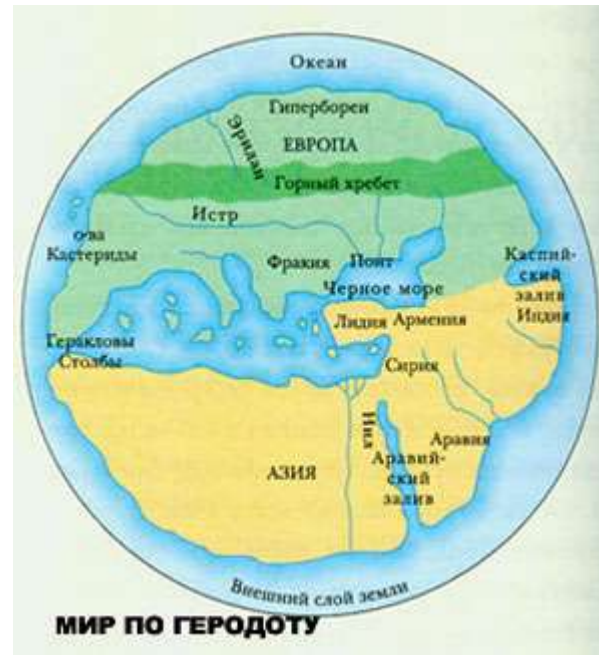 Океан
Гипербореи
Эридан
ЕВРОПА
Горный хребет
Истр
о-ва
Кастериды
Фракия
Понт
Каспий-
ский
залив
Черное море
Индия
Лидия
Армения
Геракловы
Столбы
Сирия
Нил
Аравия
Аравий-
ский
залив
АЗИЯ
Внешний слой земли
МИР ПО ГЕРОДОТУ